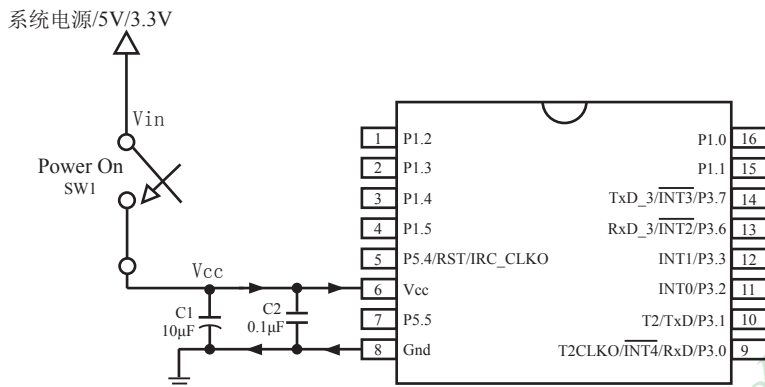 系统电源/5V/3.3V
Vin
Power On
SW1
Vcc
C1
10μF
C2
0.1μF
1 P1.2
2 P1.3
3 P1.4
4 P1.5
5 P5.4/RST/IRC_CLKO
6 Vcc
7 P5.5
8 Gnd
P1.0 16
P1.1 15
TxD_3/INT3/P3.7 14
RxD_3/INT2/P3.6 13
INT1/P3.3 12
INT0/P3.2 11
T2/TxD/P3.1 10
T2CLKO/INT4/RxD/P3.0 9